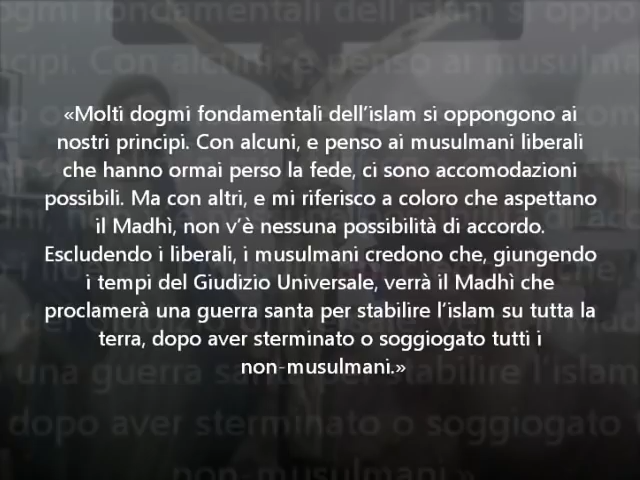 «Molti dogmi fondamentali dell'islam si oppongono ai
nostri principi. Con alcuni, e penso ai musulmani liberali
che hanno ormai perso la fede, ci sono accomodazioni
possibili. Ma con altri, e mi riferisco a coloro che aspettano
il Madhì, non v'è nessuna possibilità di accordo.
Escludendo i liberali, i musulmani credono che, giungendo
i tempi del Giudizio Universale, verrà il Madhì che
proclamerà una guerra santa per stabilire l'islam su tutta la
terra, dopo aver sterminato o soggiogato tutti i
non-musulmani.»